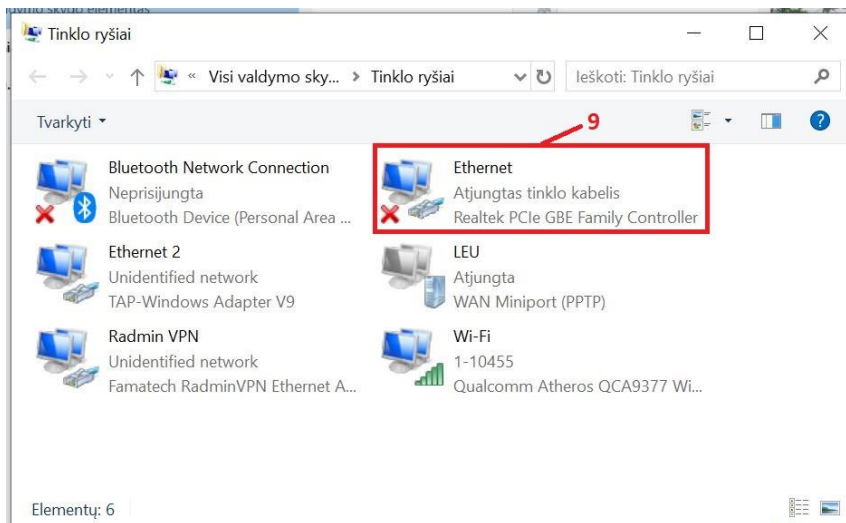 Tinklo ryšiai
« Visi valdymo sky... > Tinklo ryšiai
Ieškoti: Tinklo ryšiai
Tvarkyti
9
Bluetooth Network Connection
Neprisijungta
Bluetooth Device (Personal Area ...
Ethernet
Atjungtas tinklo kabelis
Realtek PCIe GBE Family Controller
Ethernet 2
Unidentified network
TAP-Windows Adapter V9
LEU
Atjungta
WAN Miniport (PPTP)
Radmin VPN
Unidentified network
Famatech RadminVPN Ethernet A...
Wi-Fi
1-10455
Qualcomm Atheros QCA9377 Wi...
Elementų: 6